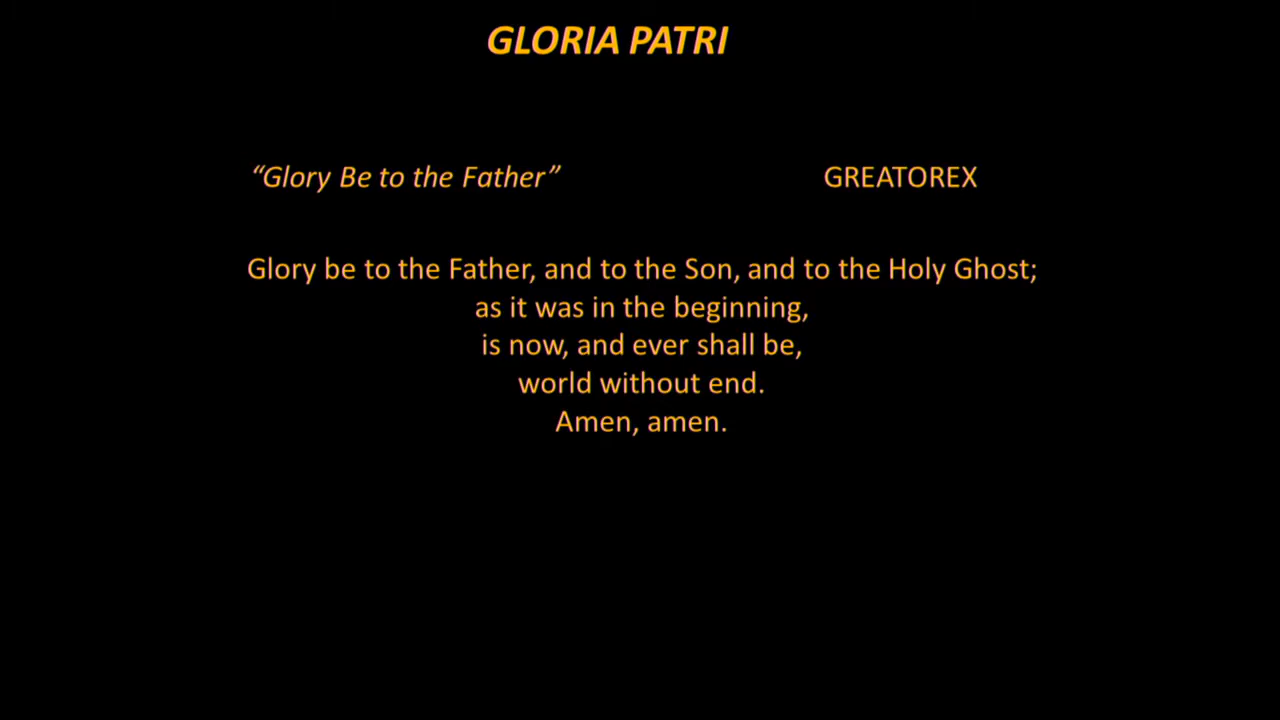 GLORIA PATRI
“Glory Be to the Father” GREATOREX
Glory be to the Father, and to the Son, and to the Holy Ghost;
as it was in the beginning,
is now, and ever shall be,
world without end.
Amen, amen.